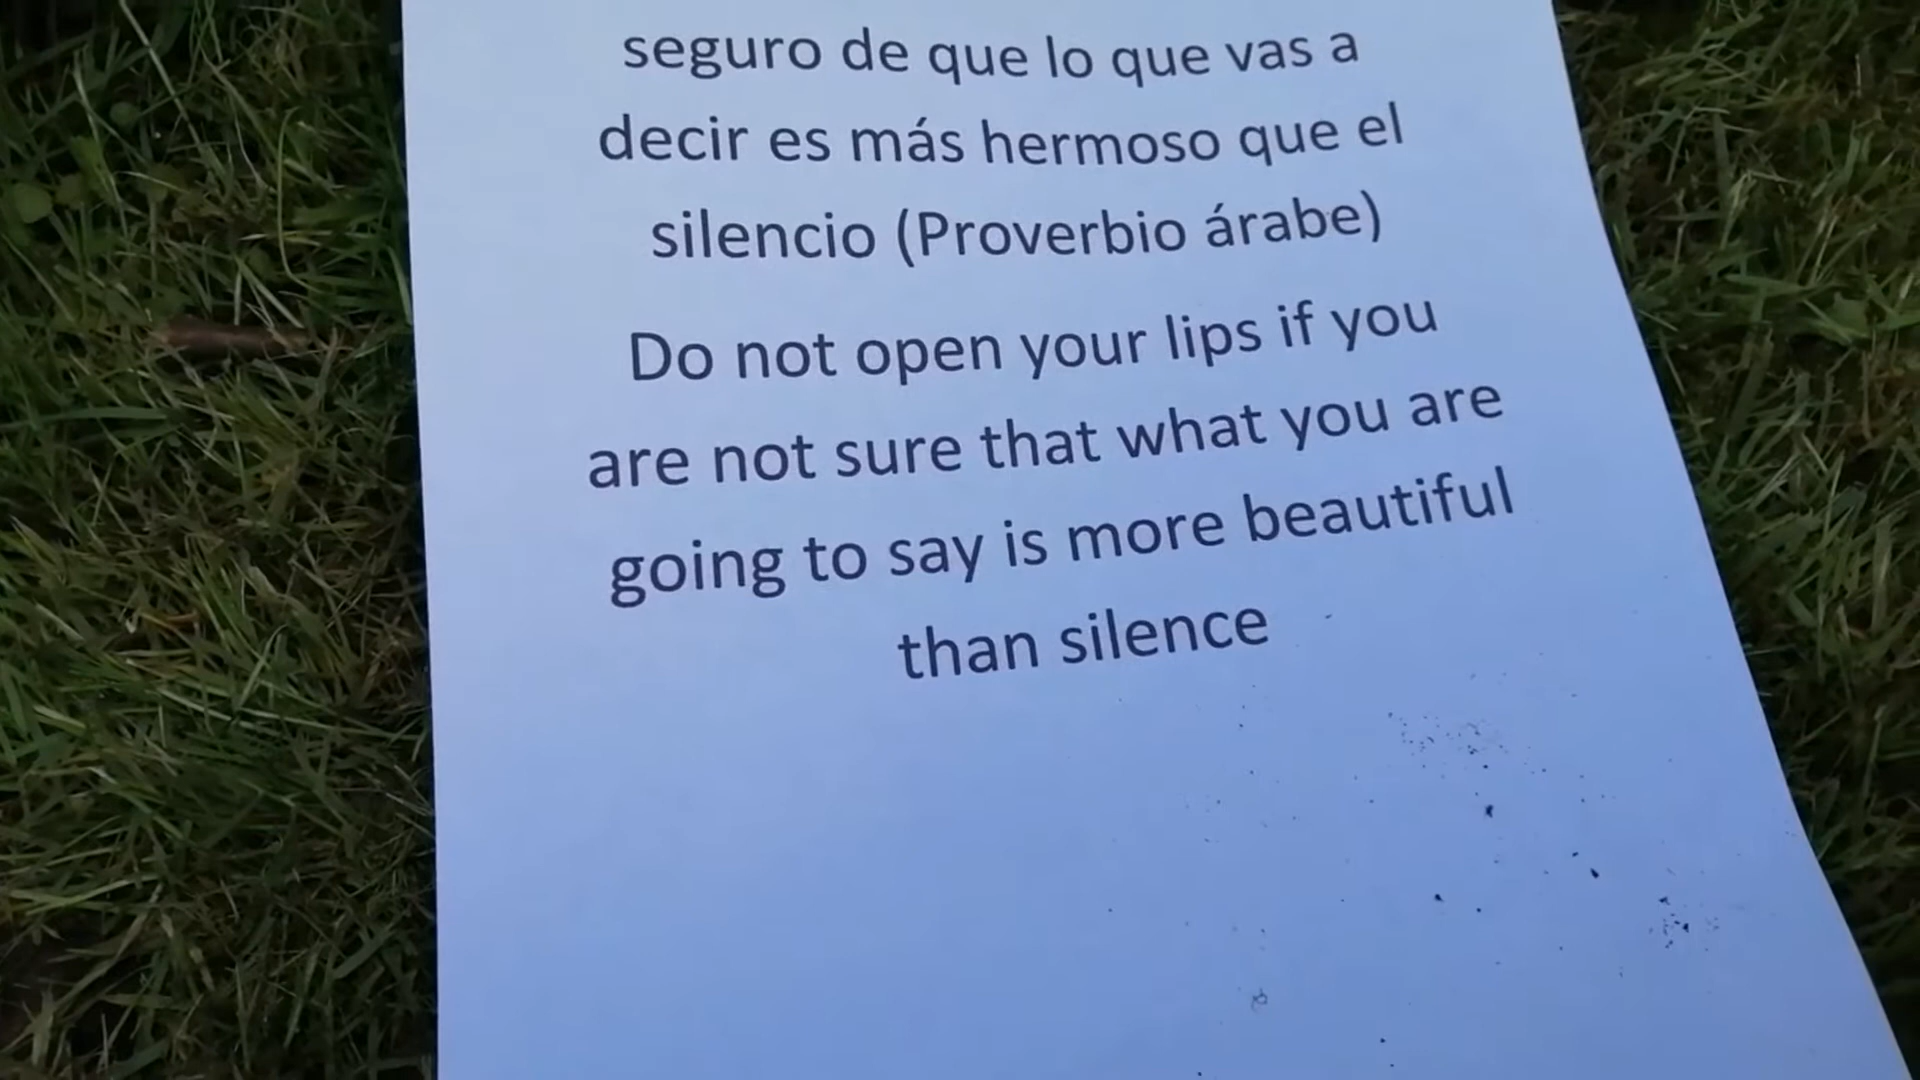 seguro de que lo que vas a
decir es más hermoso que el
silencio (Proverbio árabe)
Do not open your lips if you
are not sure that what you are
going to say is more beautiful
than silence